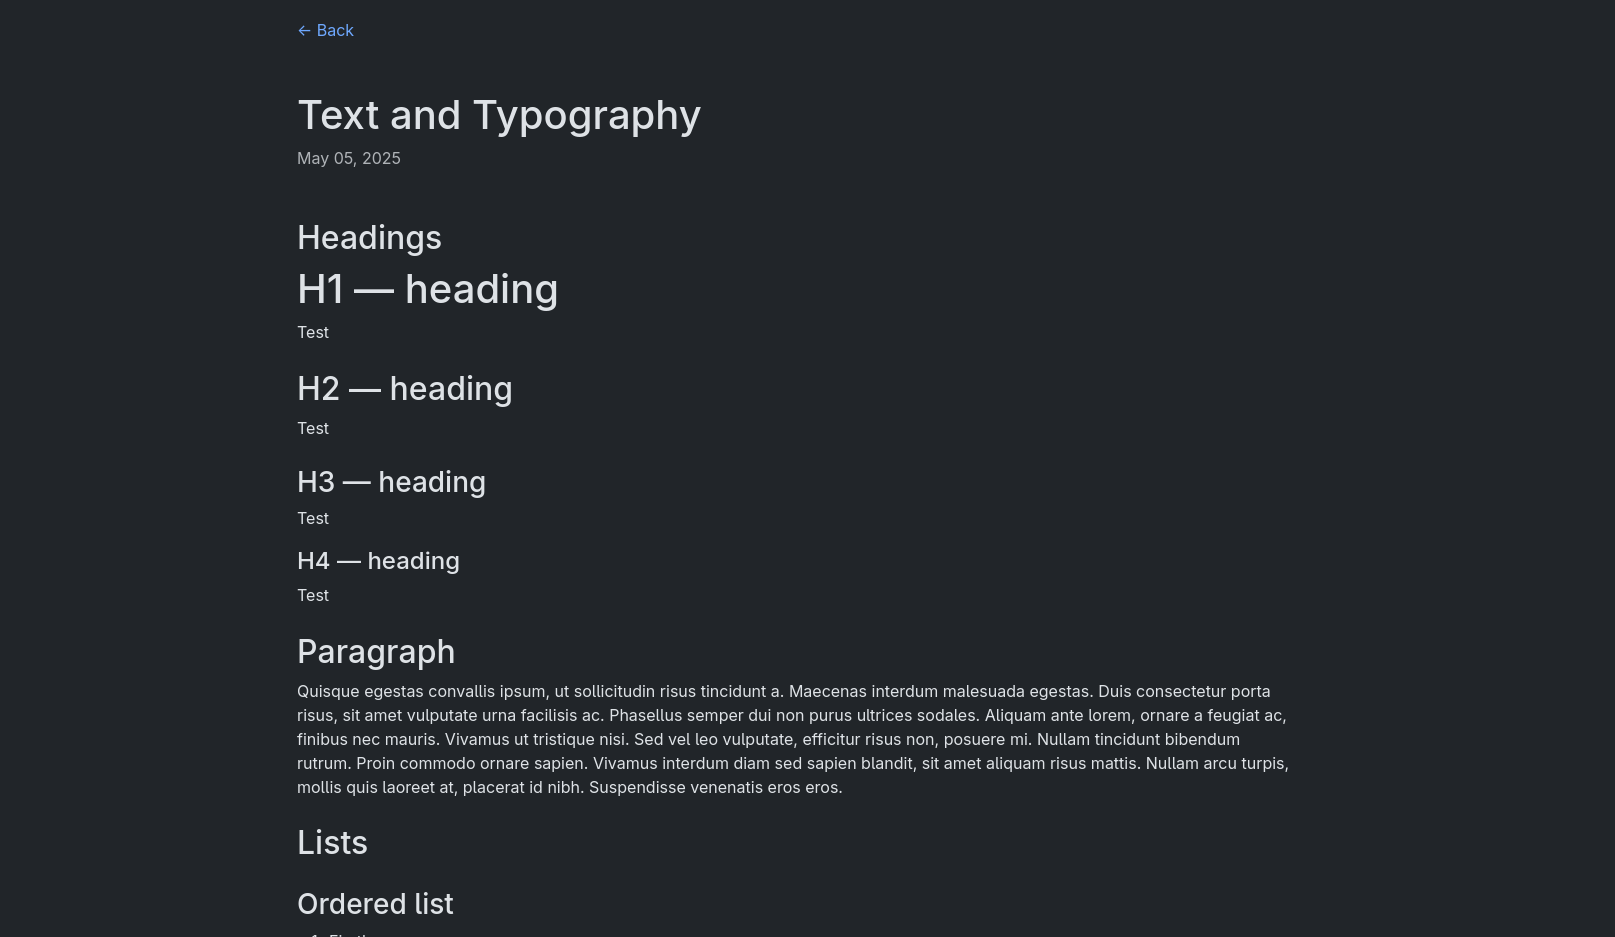 ← Back
Text and Typography
May 05, 2025
Headings
H1 — heading
Test
H2 — heading
Test
H3 — heading
Test
H4 — heading
Test
Paragraph
Quisque egestas convallis ipsum, ut sollicitudin risus tincidunt a. Maecenas interdum malesuada egestas. Duis consectetur porta
risus, sit amet vulputate urna facilisis ac. Phasellus semper dui non purus ultrices sodales. Aliquam ante lorem, ornare a feugiat ac,
finibus nec mauris. Vivamus ut tristique nisi. Sed vel leo vulputate, efficitur risus non, posuere mi. Nullam tincidunt bibendum
rutrum. Proin commodo ornare sapien. Vivamus interdum diam sed sapien blandit, sit amet aliquam risus mattis. Nullam arcu turpis,
mollis quis laoreet at, placerat id nibh. Suspendisse venenatis eros eros.
Lists
Ordered list